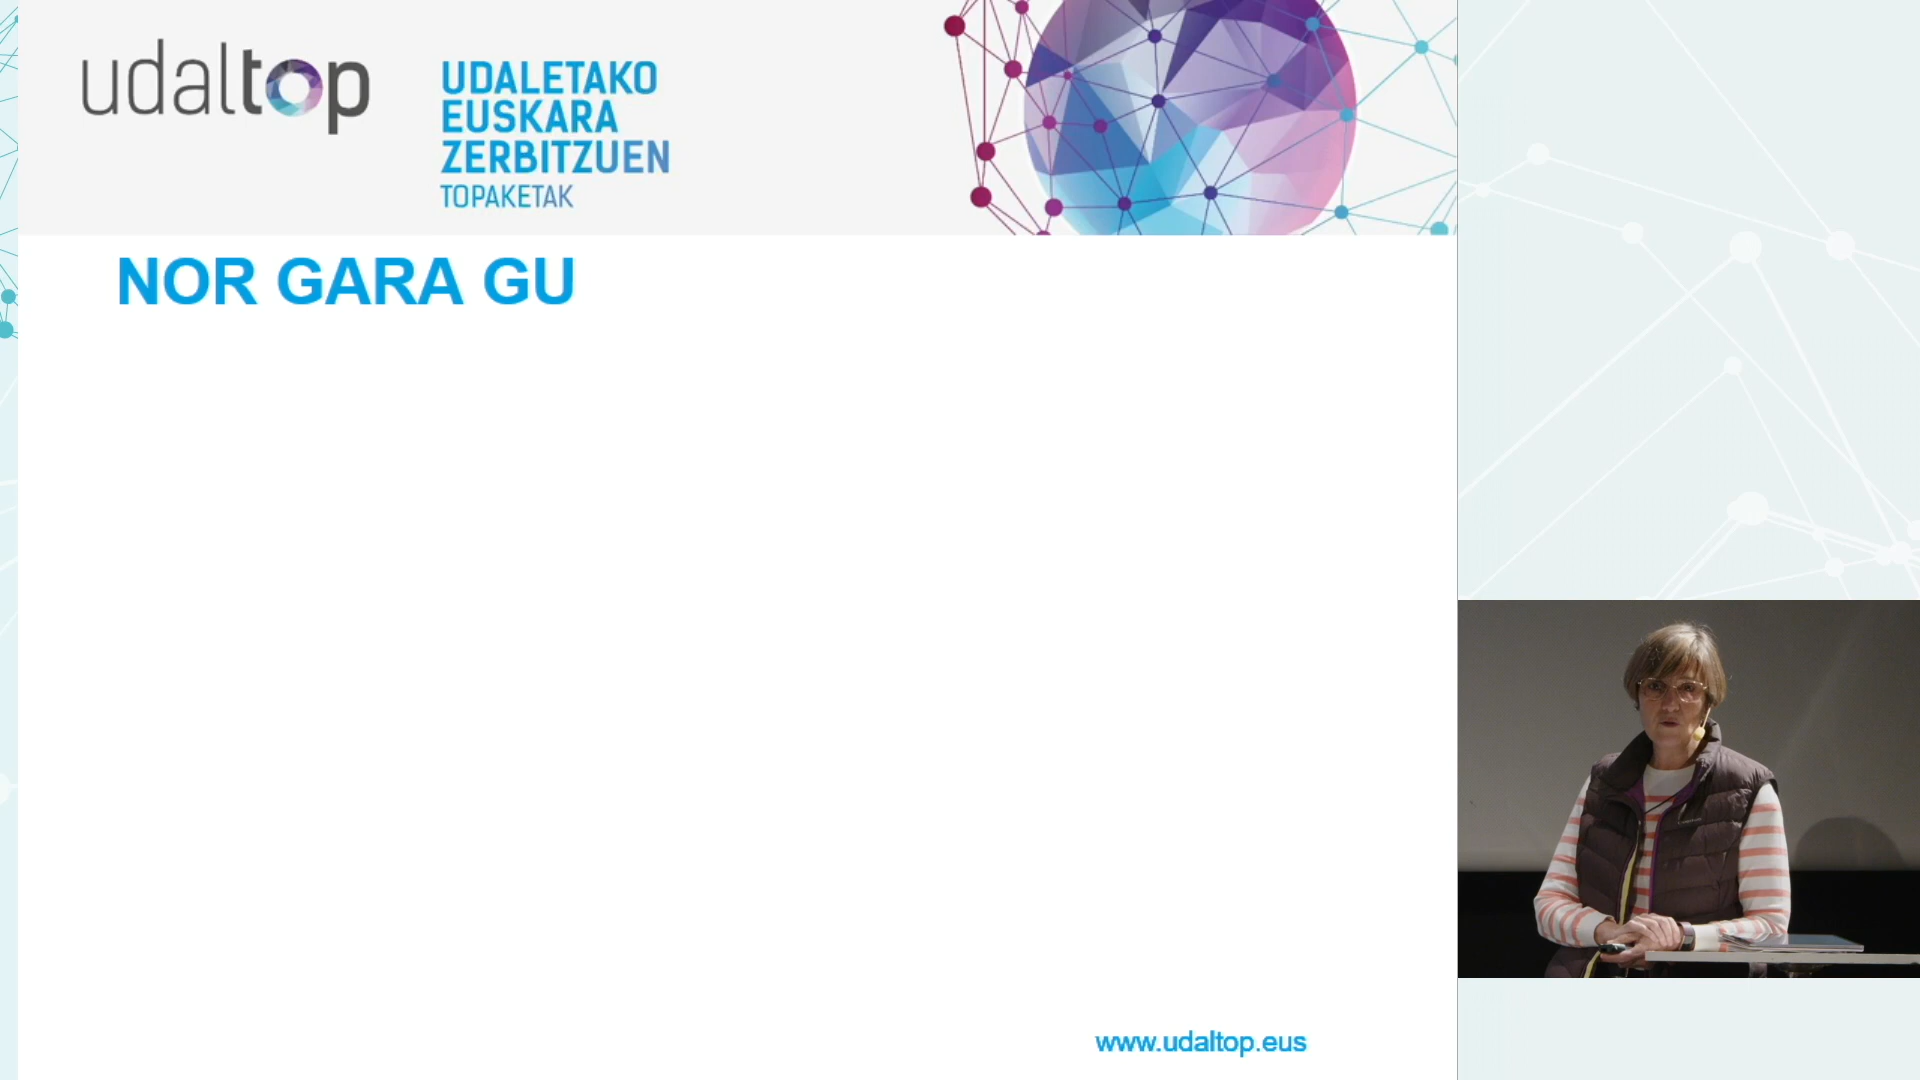 udaltop
UDALETAKO
EUSKARA
ZERBITZUEN
TOPAKETAK
NOR GARA GU
www.udaltop.eus